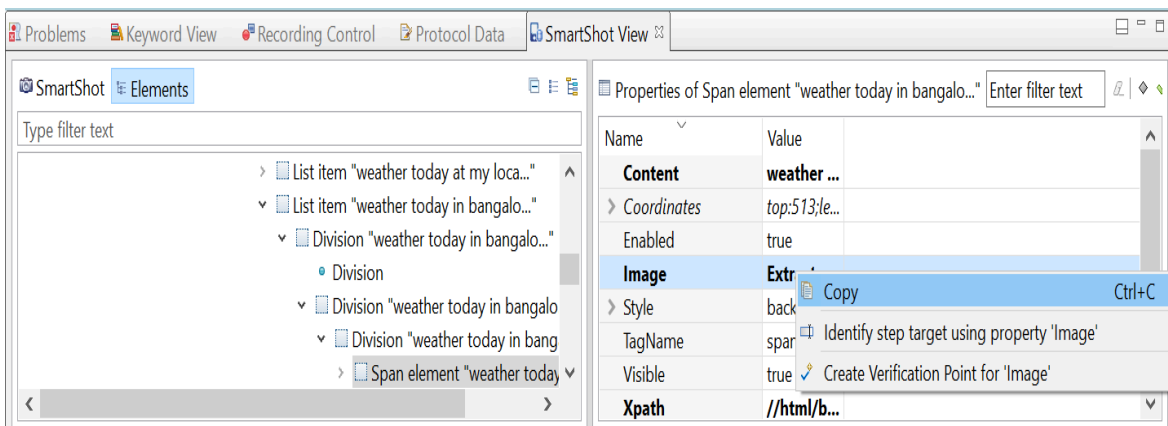 Problems Keyword View Recording Control Protocol Data SmartShot View
SmartShot Elements
Type filter text
List item "weather today at my loca..."
List item "weather today in bangalo..."
Division "weather today in bangalo..."
Division
Division "weather today in bangalo
Division "weather today in bang
Span element "weather today
Properties of Span element "weather today in bangalo..." Enter filter text
Name Value
Content weather ...
Coordinates top:513;le...
Enabled true
Image
Style back
TagName span
Visible true
Xpath //html/b...
Copy Ctrl+C
Identify step target using property 'Image'
Create Verification Point for 'Image'